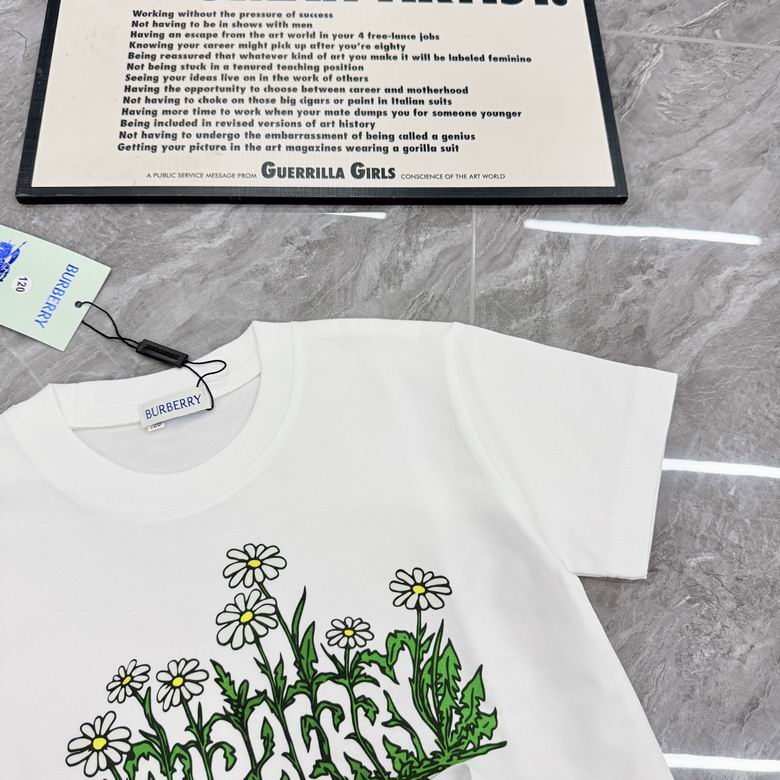 Working without the pressure of success
Not having to be in shows with men
Having an escape from the art world in your 4 free-lance jobs
Knowing your career might pick up after you're eighty
Being reassured that whatever kind of art you make it will be labeled feminine
Not being stuck in a tenured teaching position
Seeing your ideas live on in the work of others
Having the opportunity to choose between career and motherhood
Not having to choke on those big cigars or paint in Italian suits
Having more time to work when your mate dumps you for someone younger
Being included in revised versions of art history
Not having to undergo the embarrassment of being called a genius
Getting your picture in the art magazines wearing a gorilla suit
A PUBLIC SERVICE MESSAGE FROM GUERRILLA GIRLS CONSCIENCE OF THE ART WORLD
BURBERRY
120
BURBERRY